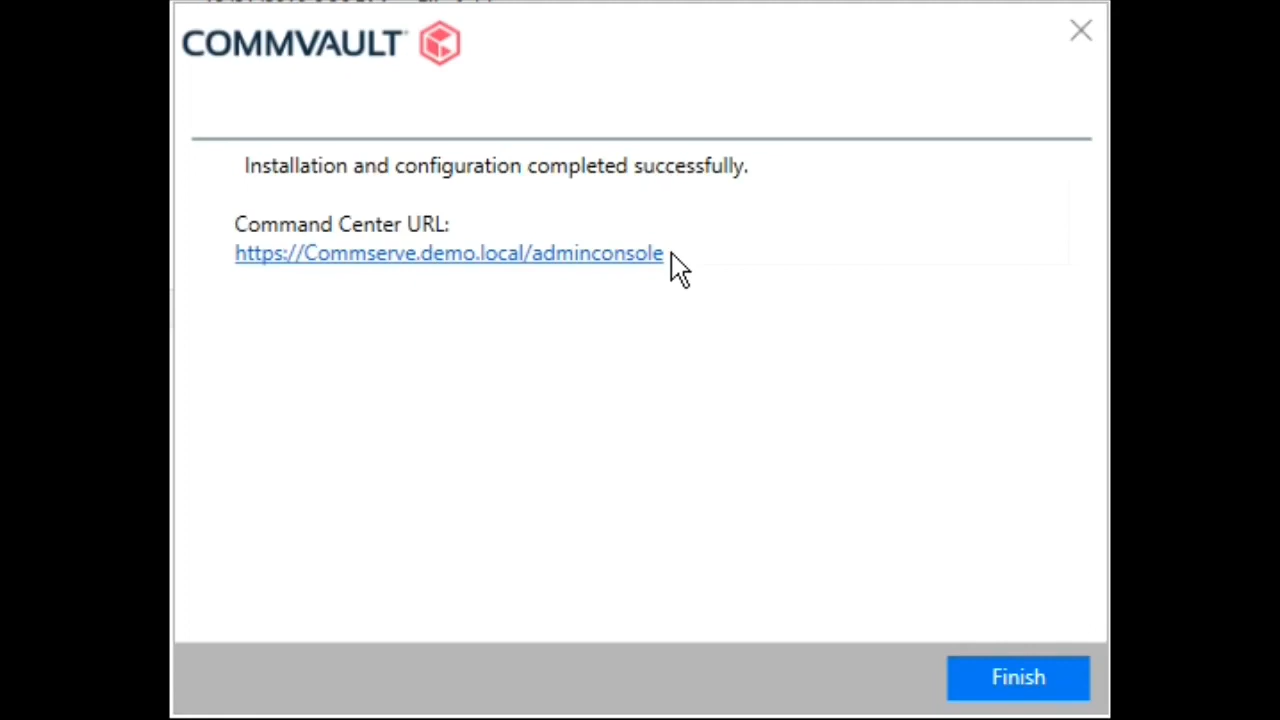 COMMVAULT
Installation and configuration completed successfully.
Command Center URL:
https://Commserve.demo.local/adminconsole
Finish